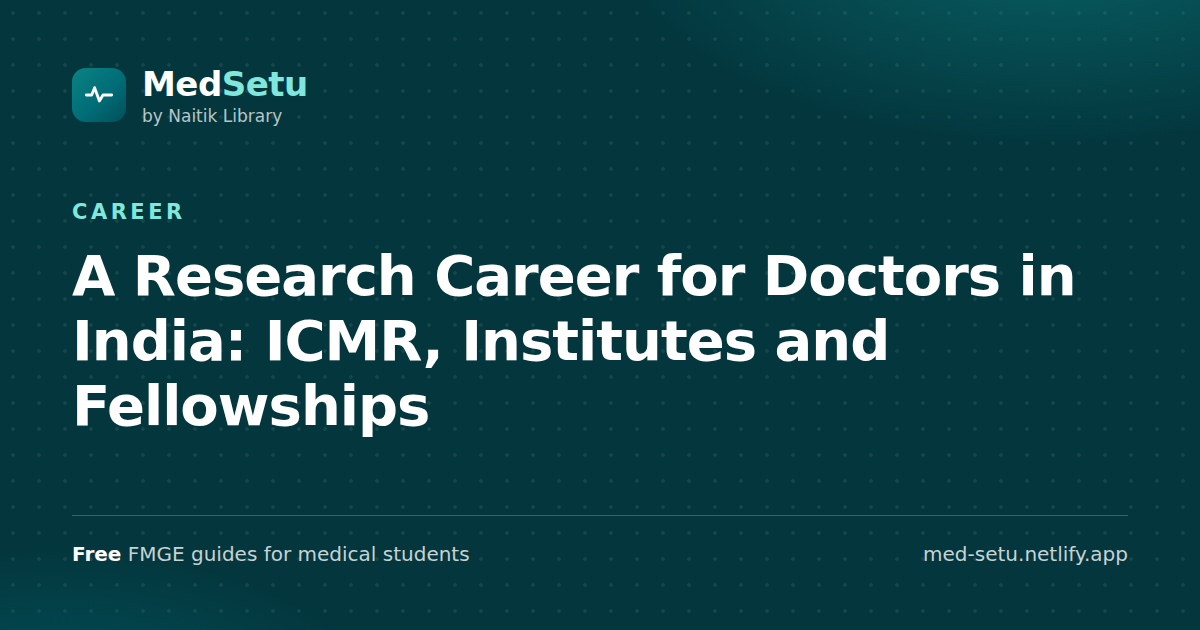 MedSetu
by Naitik Library
CAREER
A Research Career for Doctors in
India: ICMR, Institutes and
Fellowships
Free FMGE guides for medical students
med-setu.netlify.app